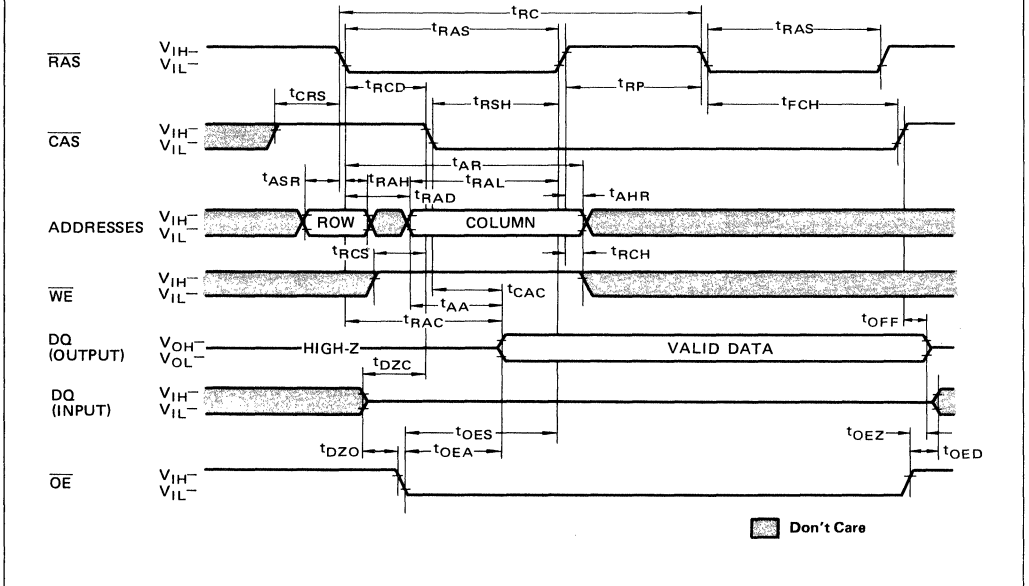 tRC
tRAS tRAS
RAS VIH– VIL–
tCRS tRCD tRSH tRP tFCH
CAS VIH– VIL–
tAR
tASR tRAH tRAL
tRAD tAHR
ADDRESSES VIH– VIL– ROW COLUMN
tRCS tRCH
WE VIH– VIL–
tCAC
tAA
tRAC tOFF
DQ (OUTPUT) VOH– VOL– HIGH-Z VALID DATA
tDZC
DQ (INPUT) VIH– VIL–
tOES
tDZO tOEA tOEZ tOED
OE VIH– VIL–
Don't Care